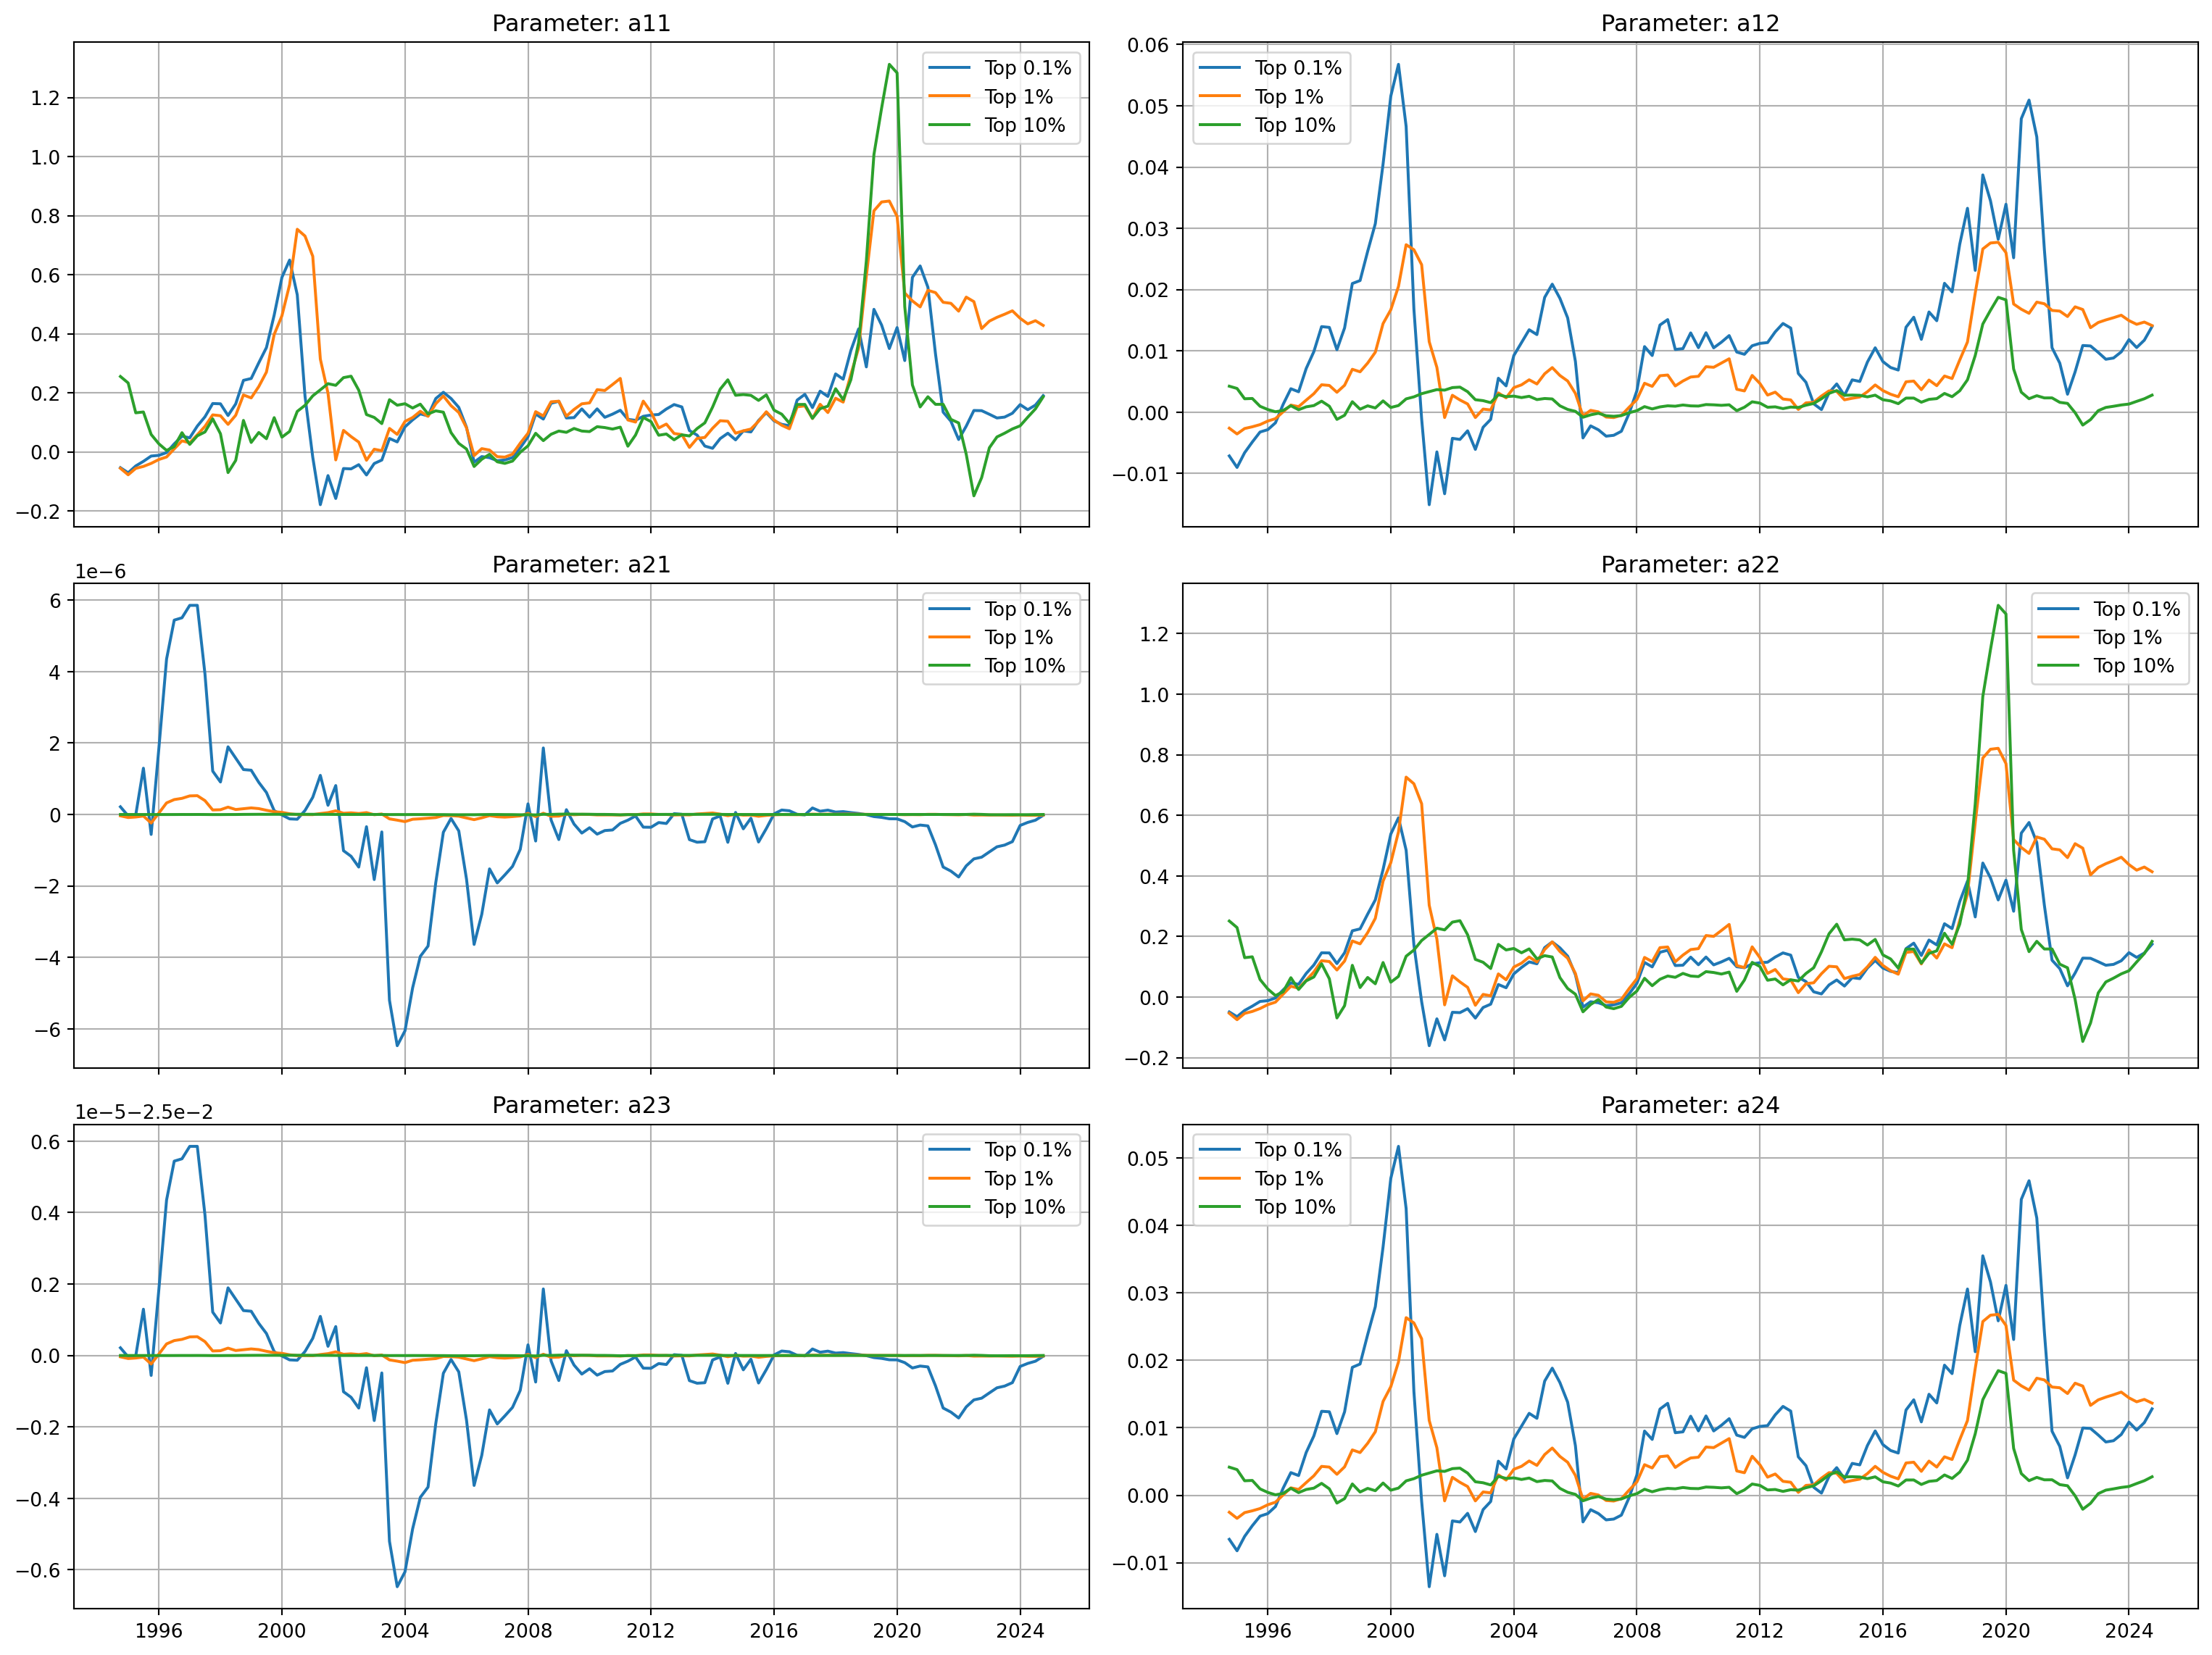 Parameter: a11
1.2
1.0
0.8
0.6
0.4
0.2
0.0
−0.2
Top 0.1%
Top 1%
Top 10%
Parameter: a12
0.06
0.05
0.04
0.03
0.02
0.01
0.00
−0.01
Top 0.1%
Top 1%
Top 10%
Parameter: a21
1e−6
6
4
2
0
−2
−4
−6
Top 0.1%
Top 1%
Top 10%
Parameter: a22
1.2
1.0
0.8
0.6
0.4
0.2
0.0
−0.2
Top 0.1%
Top 1%
Top 10%
Parameter: a23
1e−5−2.5e−2
0.6
0.4
0.2
0.0
−0.2
−0.4
−0.6
Top 0.1%
Top 1%
Top 10%
1996 2000 2004 2008 2012 2016 2020 2024
Parameter: a24
0.05
0.04
0.03
0.02
0.01
0.00
−0.01
Top 0.1%
Top 1%
Top 10%
1996 2000 2004 2008 2012 2016 2020 2024